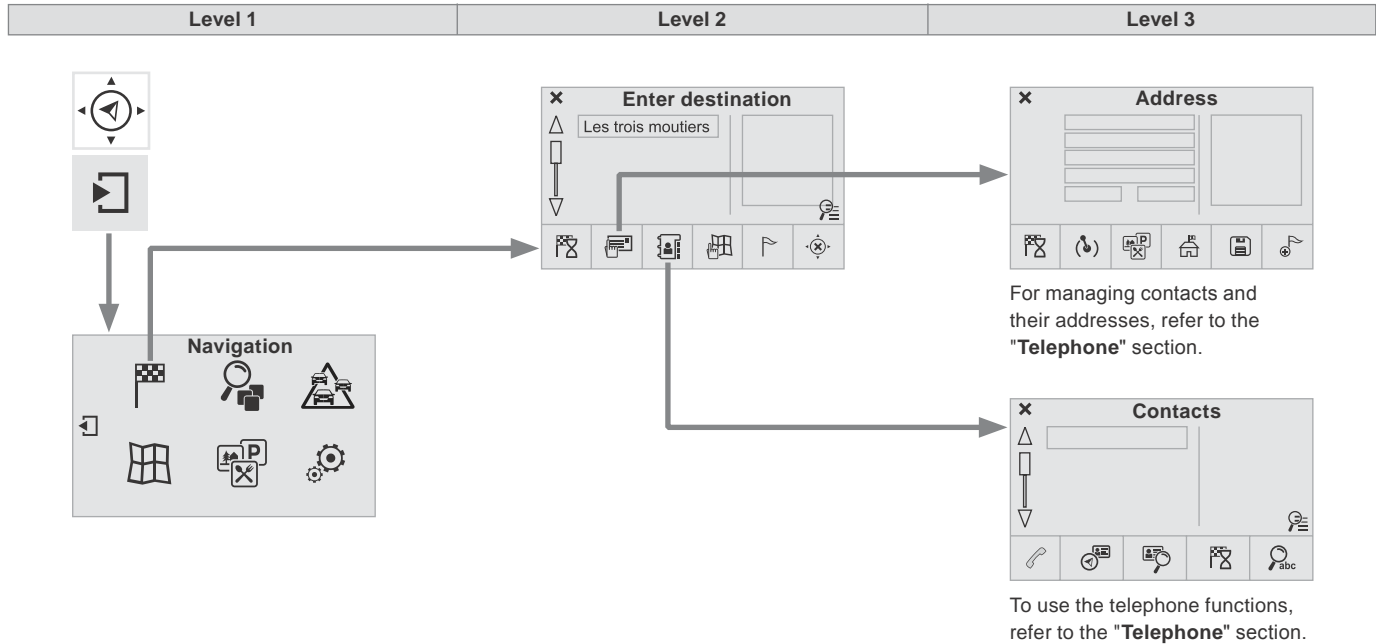 Level 1
Level 2
Level 3
Enter destination
Les trois moutiers
Address
P
For managing contacts and
their addresses, refer to the
"Telephone" section.
Navigation
P
Contacts
abc
To use the telephone functions,
refer to the "Telephone" section.